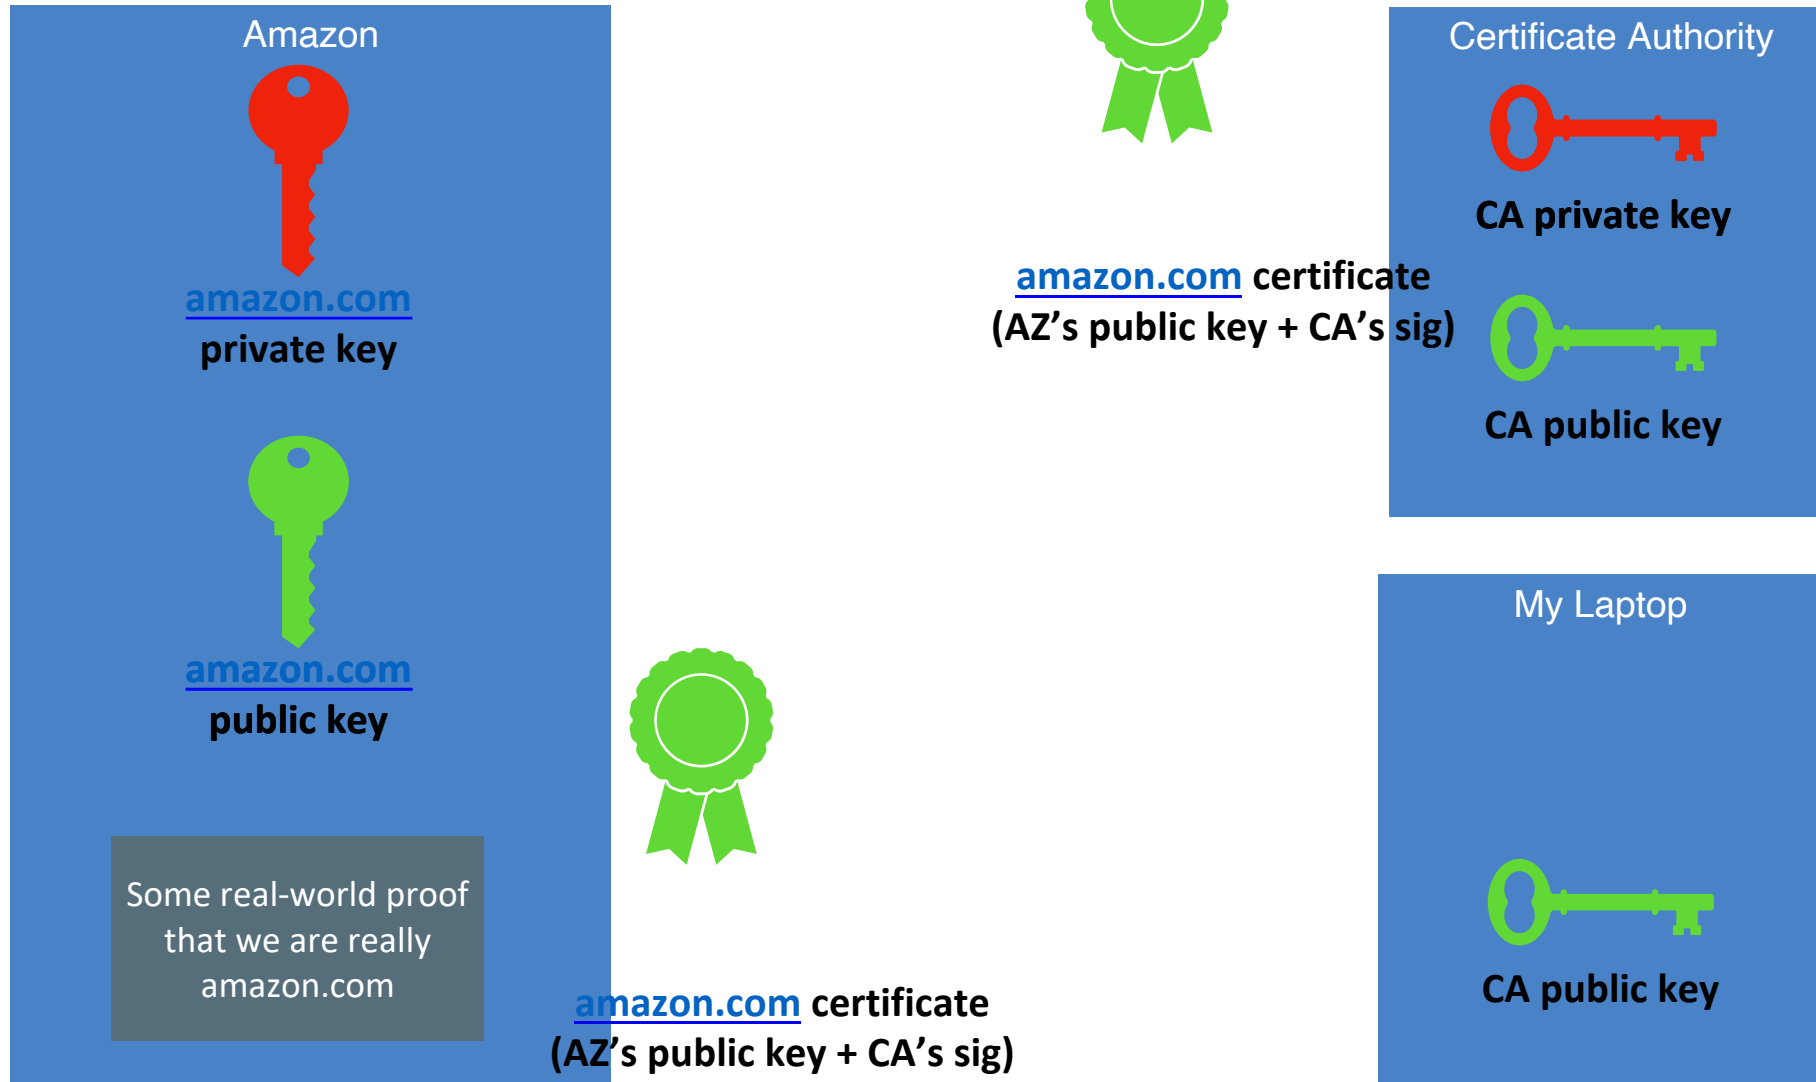 Amazon
amazon.com
private key
amazon.com
public key
Some real-world proof
that we are really
amazon.com
amazon.com certificate
(AZ’s public key + CA’s sig)
amazon.com certificate
(AZ’s public key + CA’s sig)
Certificate Authority
CA private key
CA public key
My Laptop
CA public key